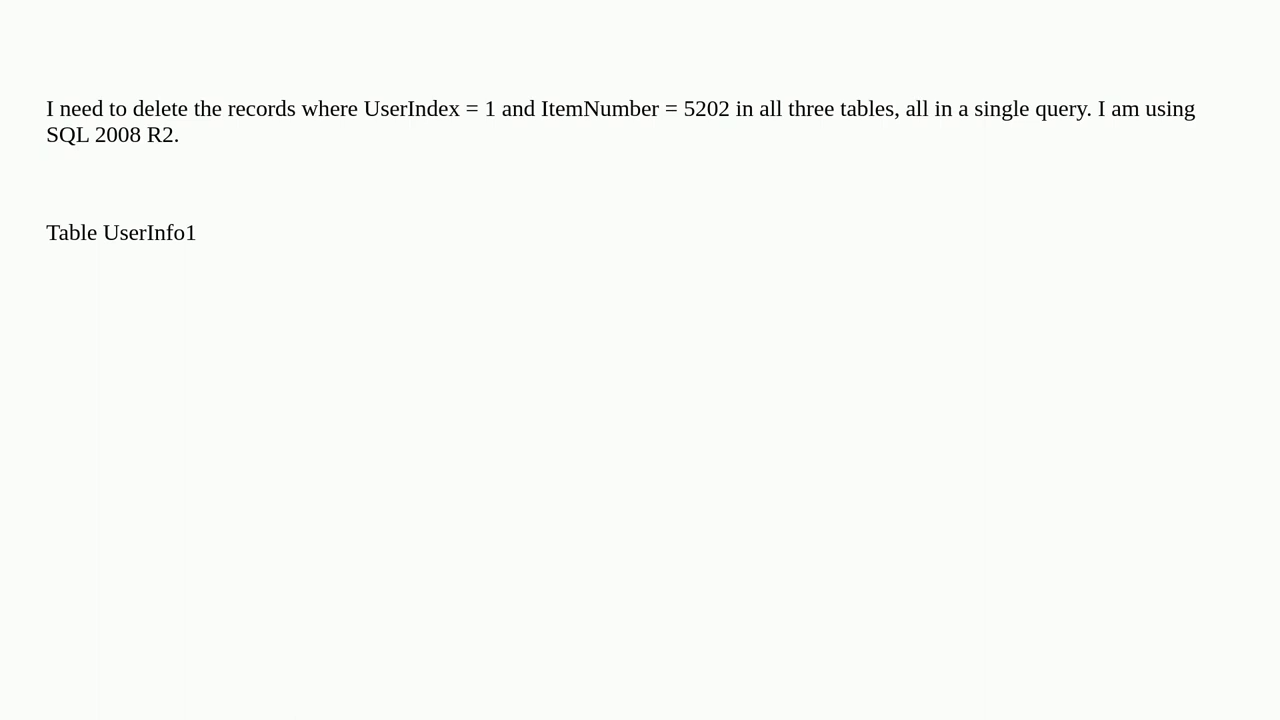 I need to delete the records where UserIndex = 1 and ItemNumber = 5202 in all three tables, all in a single query. I am using
SQL 2008 R2.
Table UserInfo1